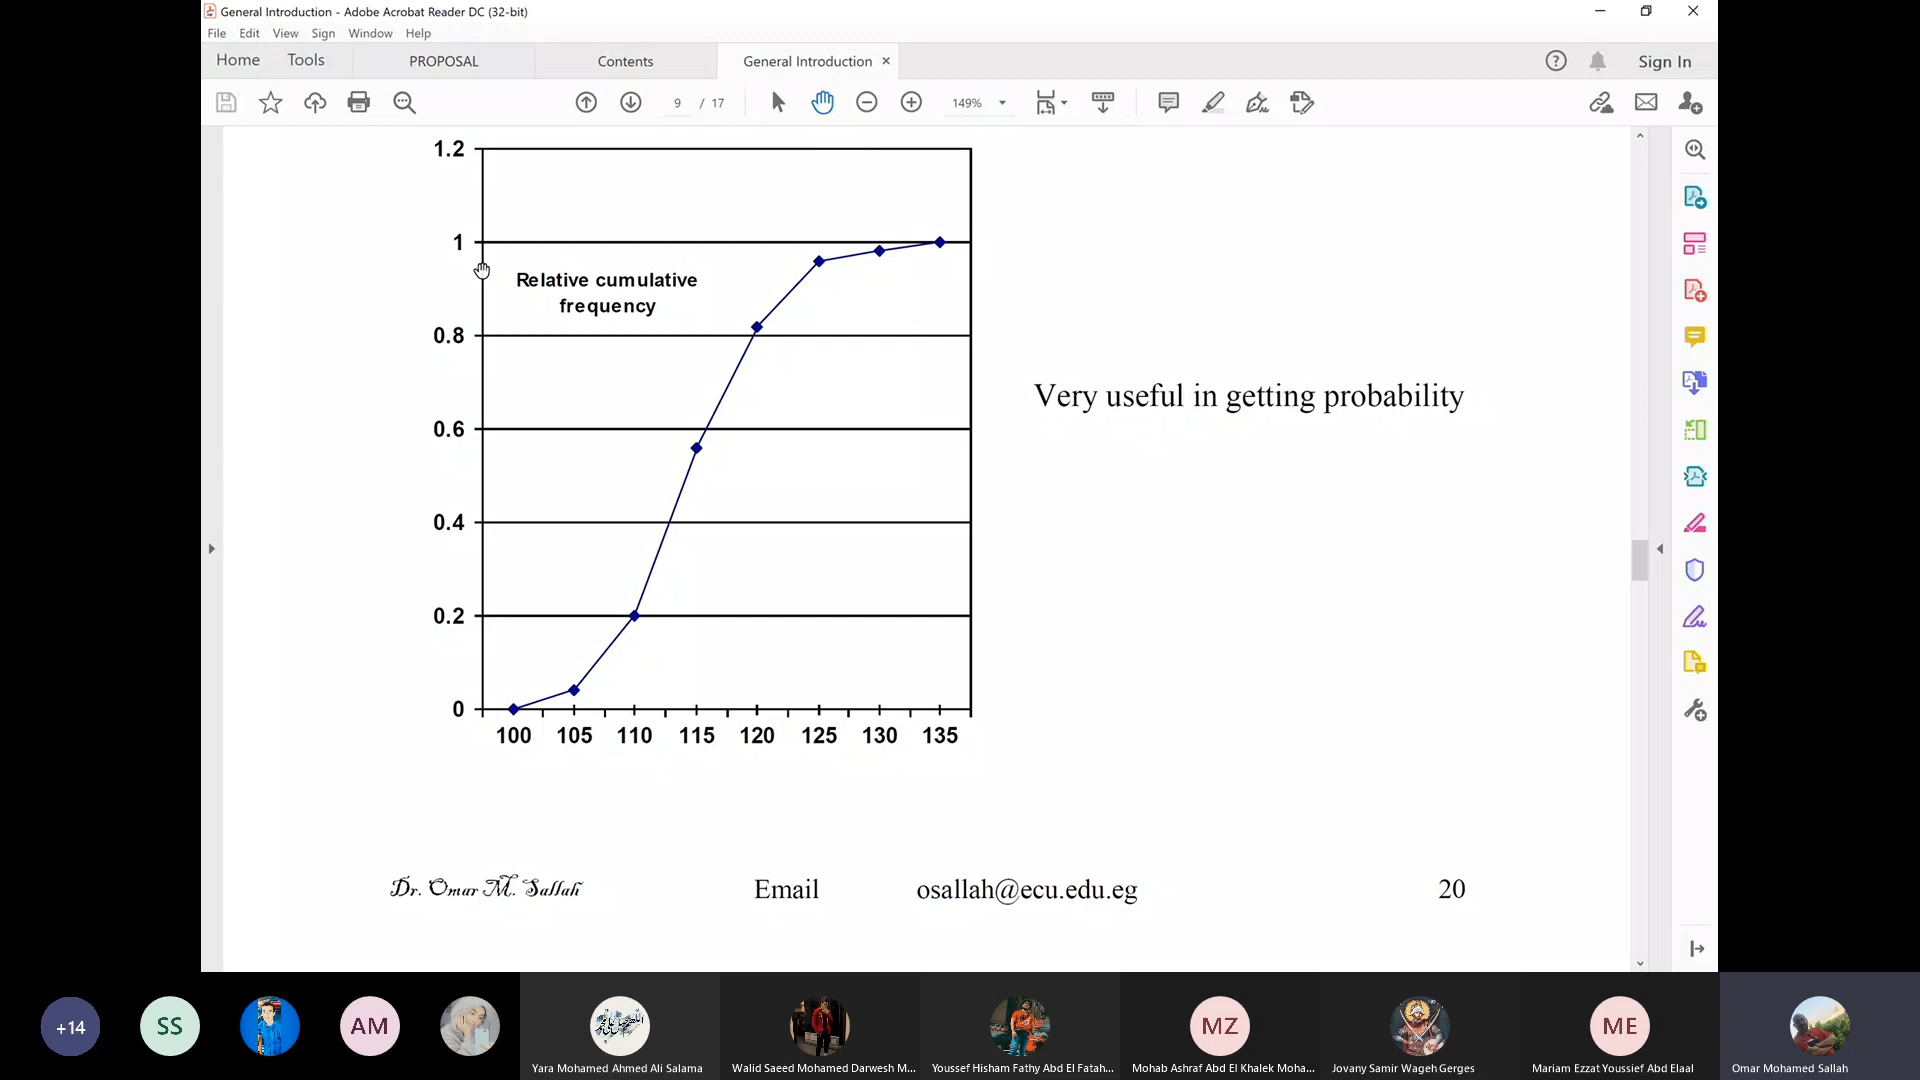 General Introduction - Adobe Acrobat Reader DC (32-bit)
File Edit View Sign Window Help
Home Tools PROPOSAL Contents General Introduction × ? Sign In
9 / 17 149%
1.2
1
0.8
0.6
0.4
0.2
0
Relative cumulative
frequency
100 105 110 115 120 125 130 135
Very useful in getting probability
Dr. Omar M. Sallah Email osallah@ecu.edu.eg 20
+14 SS AM MZ ME
Yara Mohamed Ahmed Ali Salama Walid Saeed Mohamed Darwesh M... Youssef Hisham Fathy Abd El Fatah... Mohab Ashraf Abd El Khalek Moha... Jovany Samir Wageh Gerges Mariam Ezzat Youssief Abd Elaal Omar Mohamed Sallah